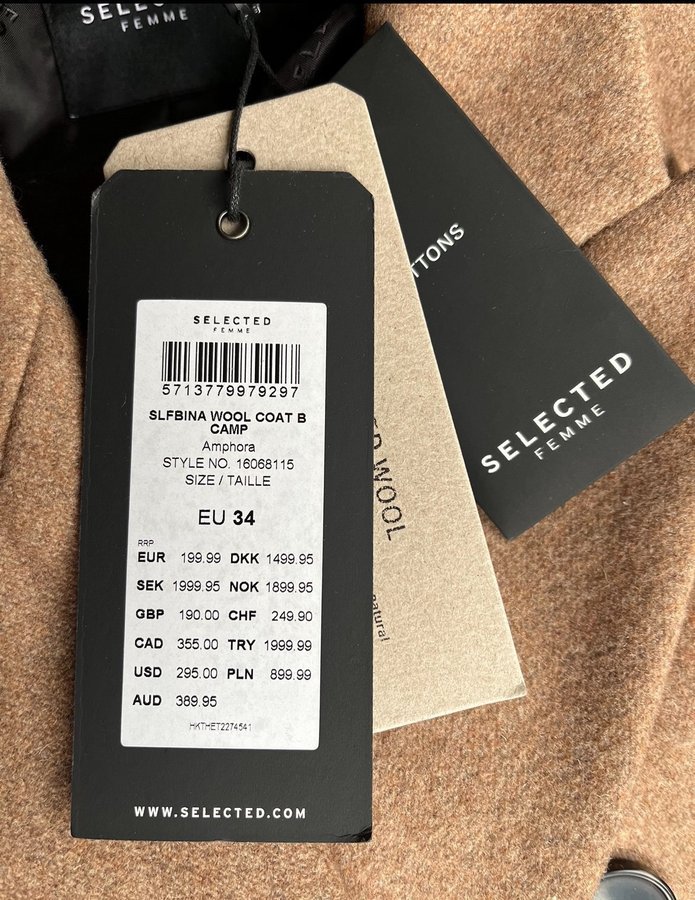 SELECTED
FEMME
SELECTED
FEMME
5713779979297
SLFBINA WOOL COAT B
CAMP
Amphora
STYLE NO. 16068115
SIZE / TAILLE
EU 34
RRP
EUR 199.99 DKK 1499.95
SEK 1999.95 NOK 1899.95
GBP 190.00 CHF 249.90
CAD 355.00 TRY 1999.99
USD 295.00 PLN 899.99
AUD 389.95
HKTHET2274541
WWW.SELECTED.COM
WOOL
natural
TTONS
SELECTED
FEMME